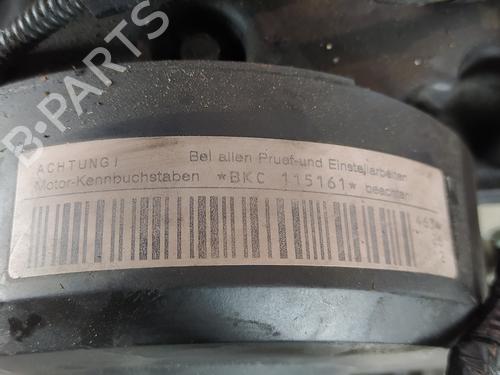 B-PARTS
ACHTUNG! Bei allen Pruef-und Einstellarbeiten
Motor-Kennbuchstaben *BKC 115161* beachten